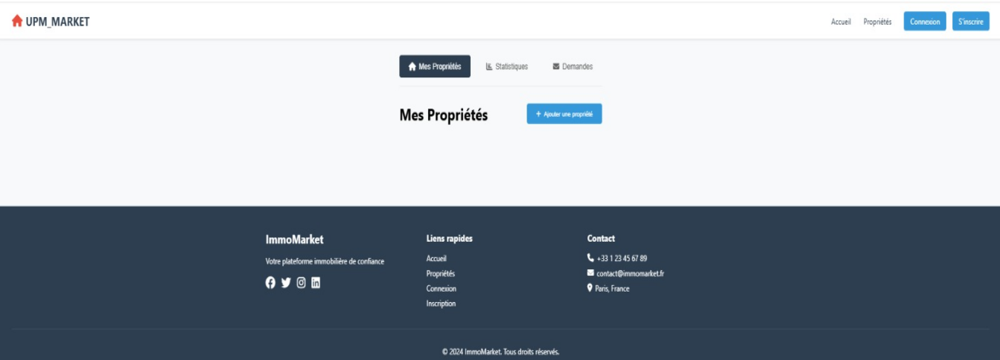 UPM_MARKET
Accueil Propriétés Connexion S'inscrire
Mes Propriétés Statistiques Demandes
Mes Propriétés
+ Ajouter une propriété
ImmoMarket
Votre plateforme immobilière de confiance
Liens rapides
Accueil
Propriétés
Connexion
Inscription
Contact
+33 1 23 45 67 89
contact@immomarket.fr
Paris, France
© 2024 ImmoMarket. Tous droits réservés.